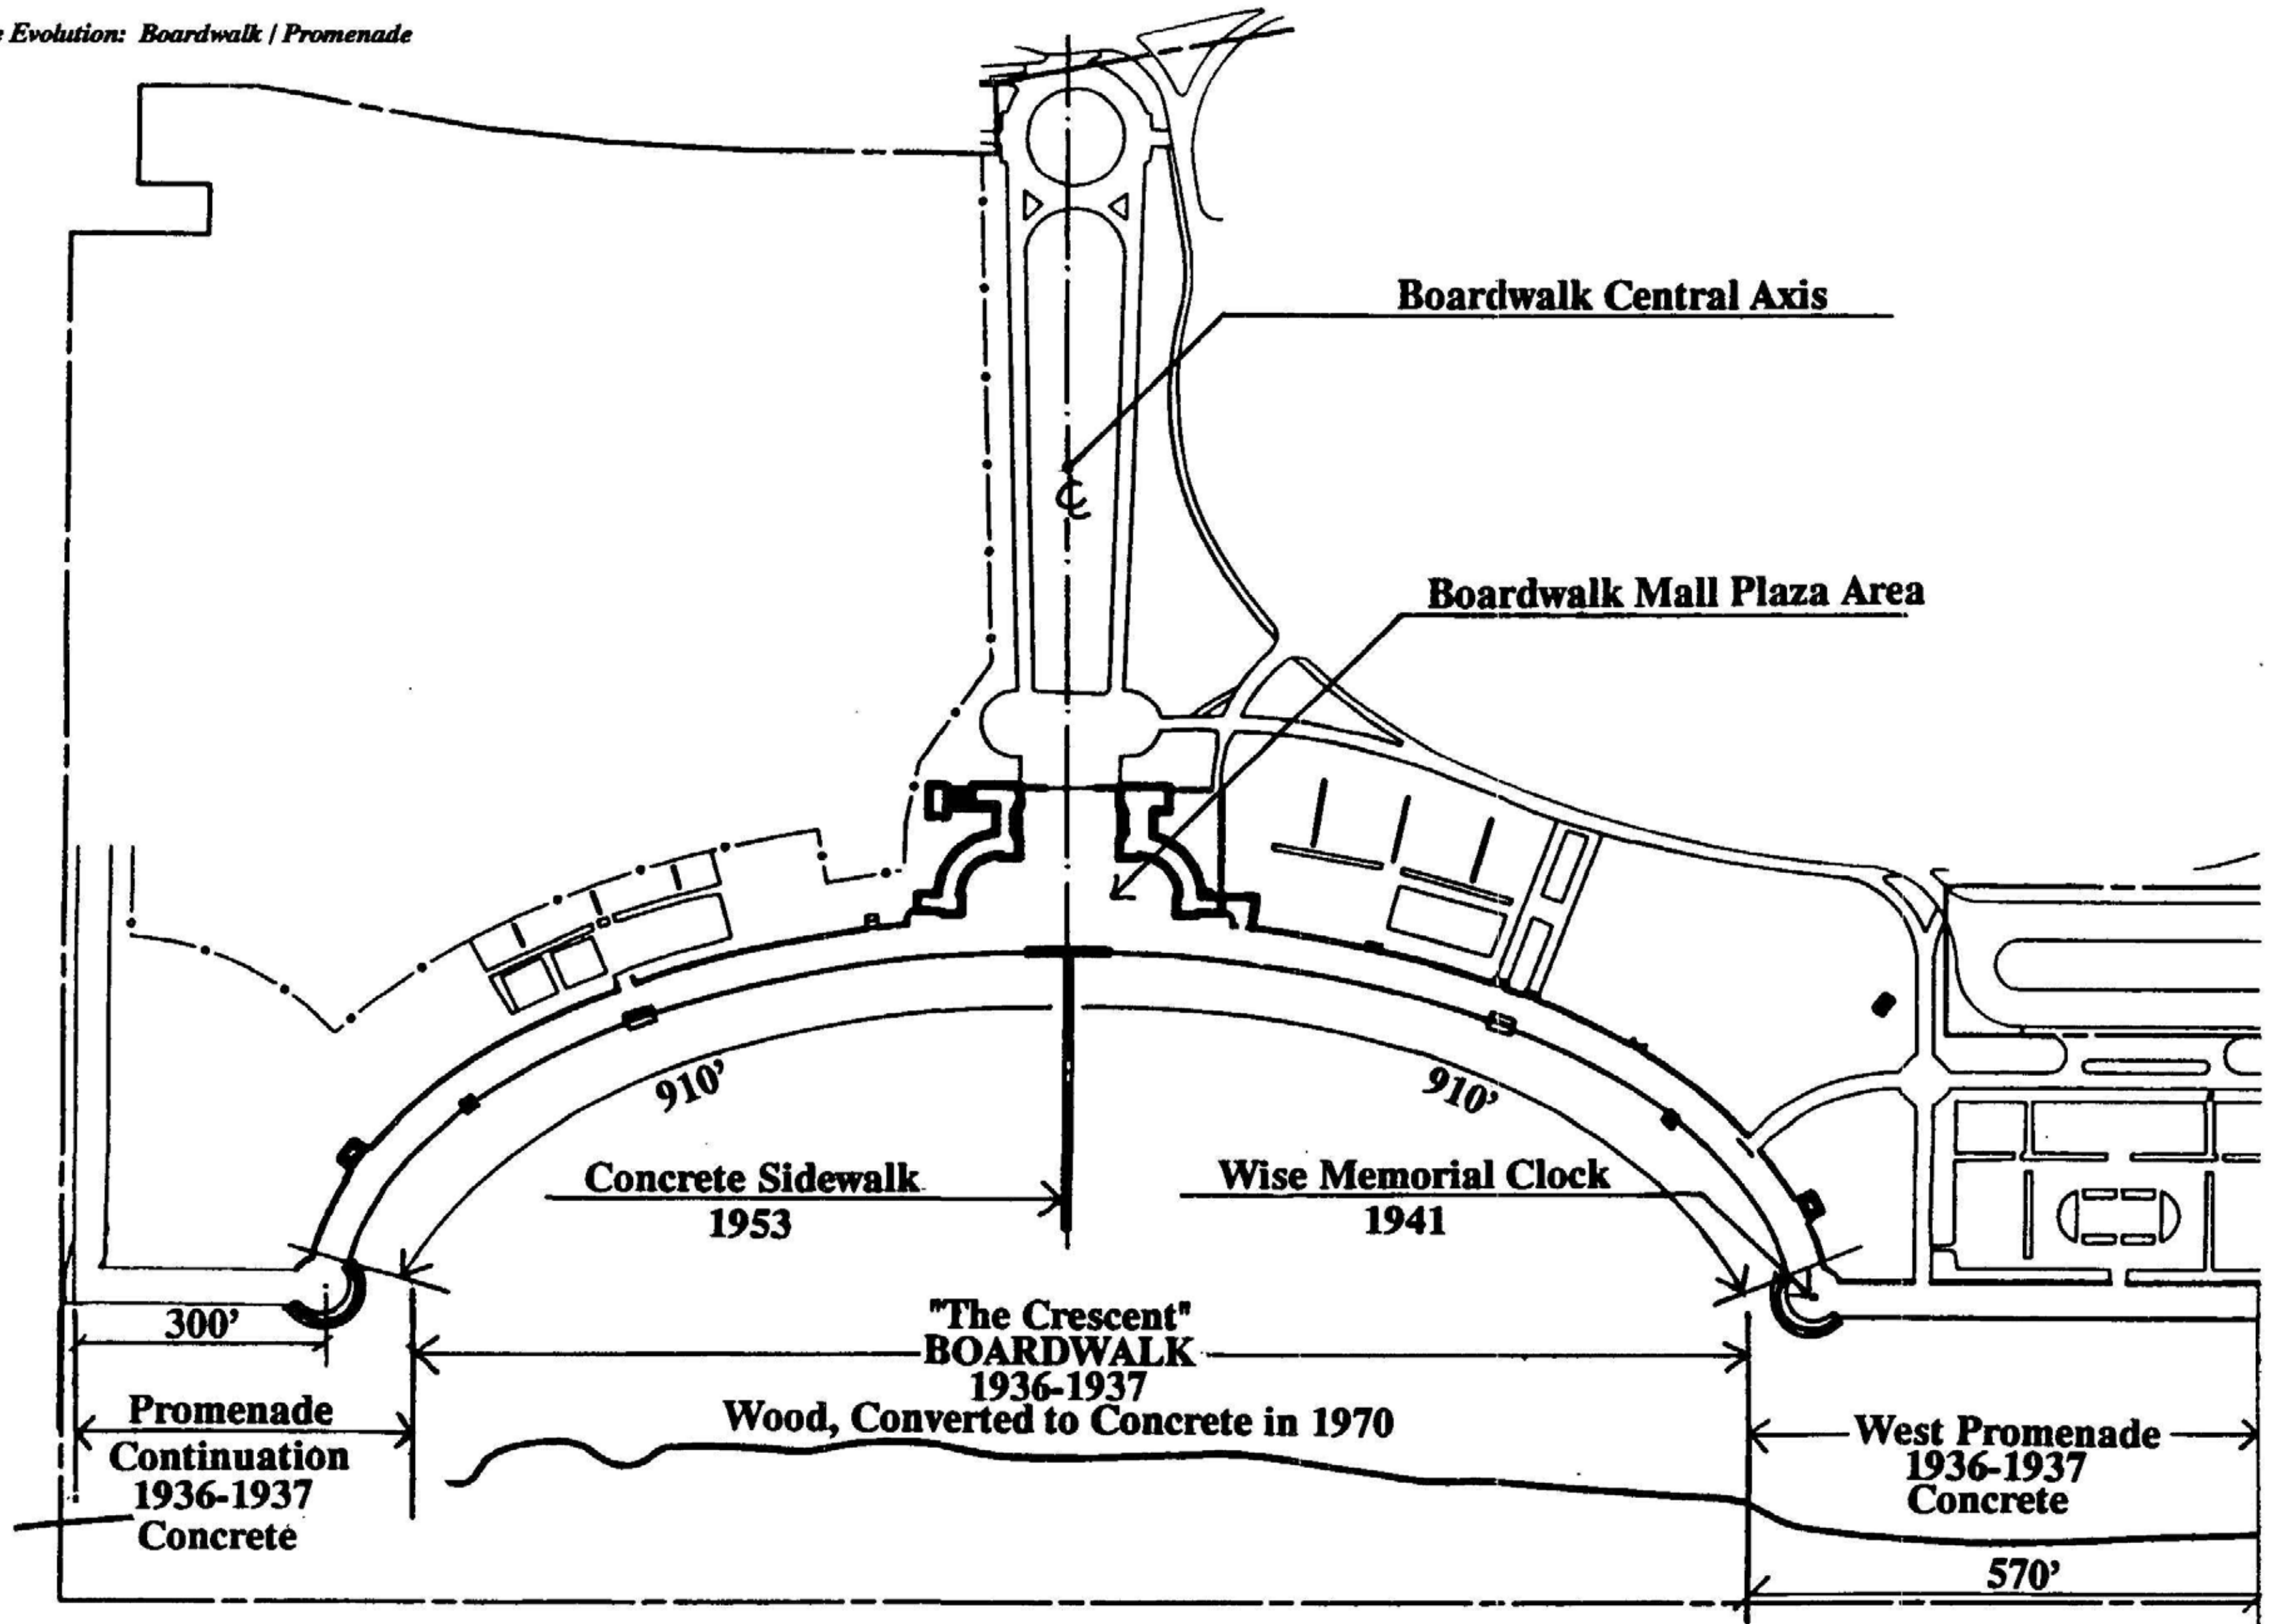 Evolution: Boardwalk / Promenade
Boardwalk Central Axis
℄
Boardwalk Mall Plaza Area
910’
910’
Concrete Sidewalk
1953
Wise Memorial Clock
1941
300’
"The Crescent"
BOARDWALK
1936-1937
Wood, Converted to Concrete in 1970
Promenade
Continuation
1936-1937
Concrete
West Promenade
1936-1937
Concrete
570’